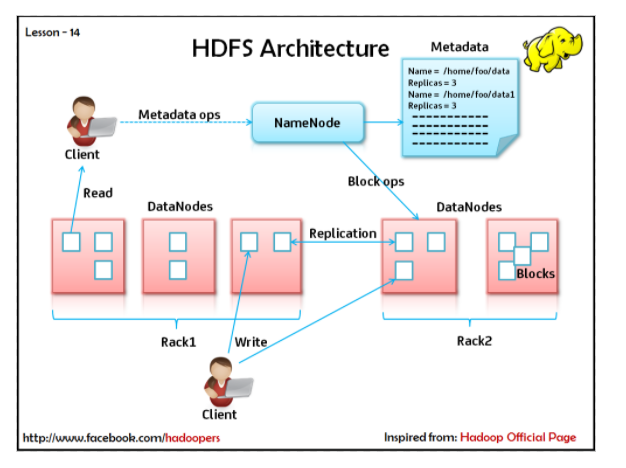 Lesson - 14
HDFS Architecture
Metadata
Name = /home/foo/data
Replicas = 3
Name = /home/foo/data1
Replicas = 3
Metadata ops
NameNode
Client
Block ops
Read
DataNodes
DataNodes
Replication
Blocks
Rack1
Write
Rack2
Client
http://www.facebook.com/hadoopers
Inspired from: Hadoop Official Page